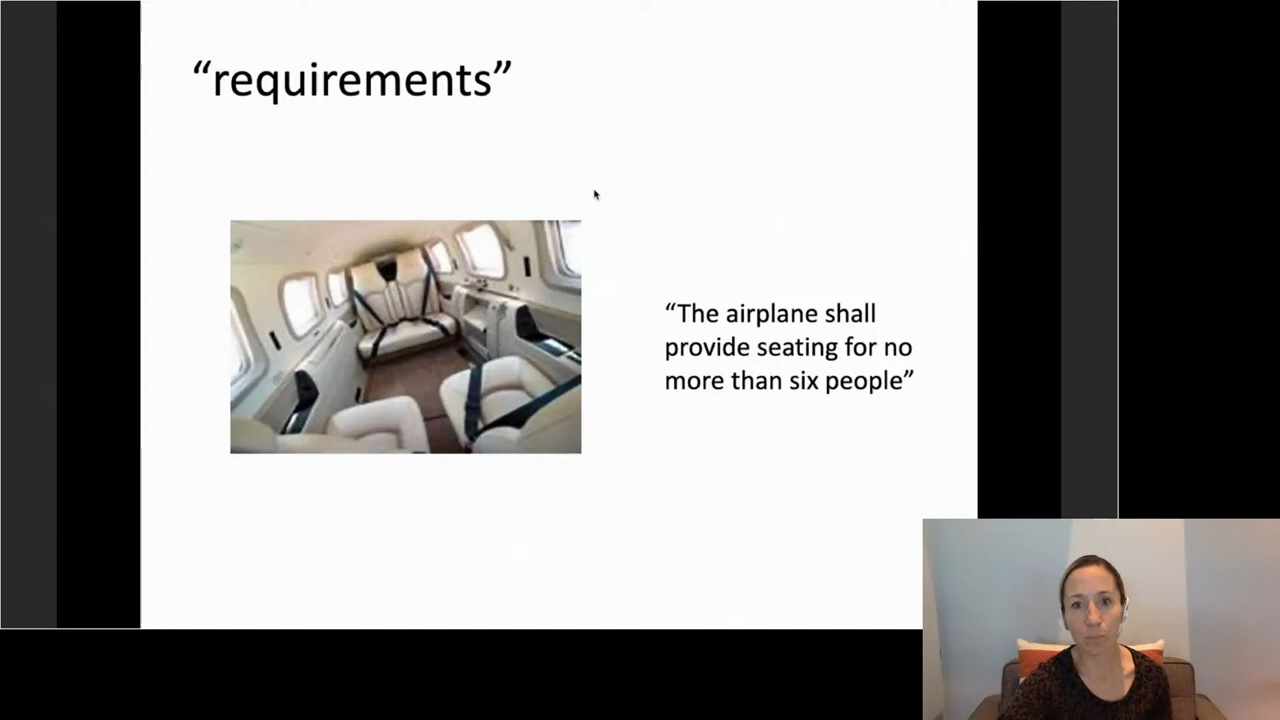 “requirements”
“The airplane shall
provide seating for no
more than six people”